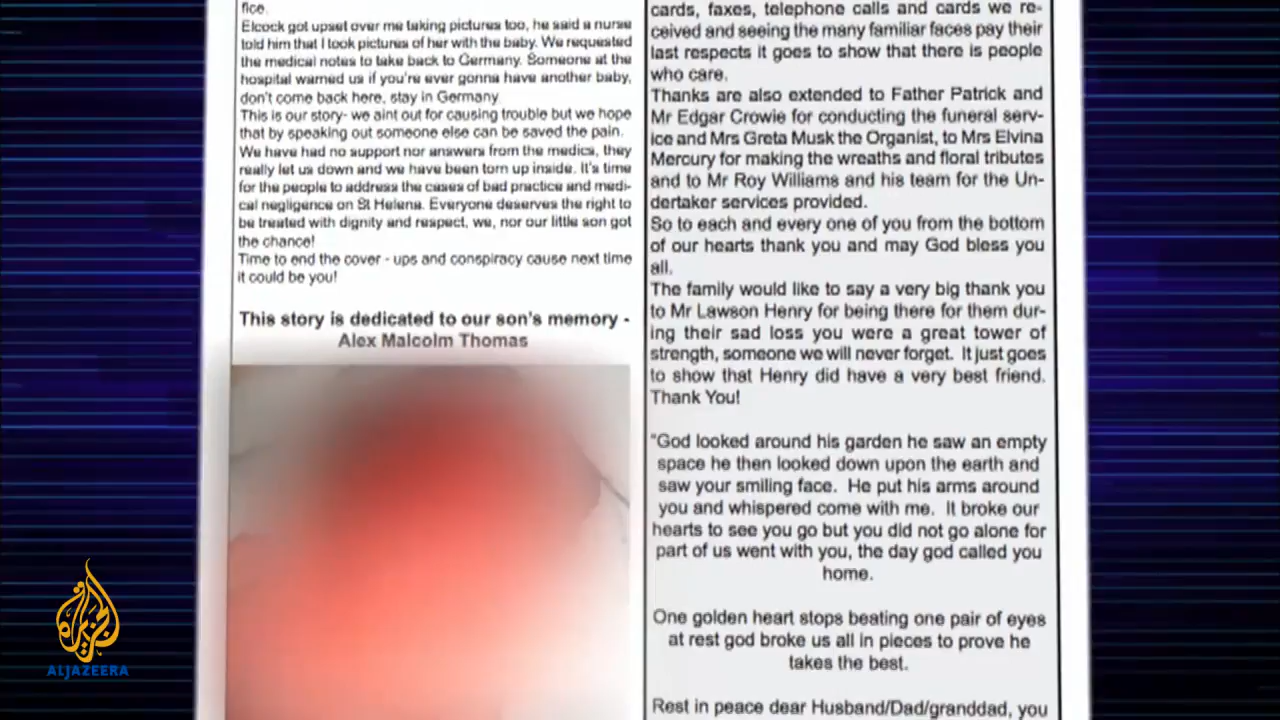 fice.
Elcock got upset over me taking pictures too, he said a nurse
told him that I took pictures of her with the baby. We requested
the medical notes to take back to Germany. Someone at the
hospital warned us if you're ever gonna have another baby,
don't come back here, stay in Germany
This is our story- we aint out for causing trouble but we hope
that by speaking out someone else can be saved the pain.
We have had no support nor answers from the medics, they
really let us down and we have been torn up inside. It's time
for the people to address the cases of bad practice and medi-
cal negligence on St Helena. Everyone deserves the right to
be treated with dignity and respect, we, nor our little son got
the chance!
Time to end the cover - ups and conspiracy cause next time
it could be you!
This story is dedicated to our son's memory -
Alex Malcolm Thomas
cards, faxes, telephone calls and cards we re-
ceived and seeing the many familiar faces pay their
last respects it goes to show that there is people
who care.
Thanks are also extended to Father Patrick and
Mr Edgar Crowie for conducting the funeral serv-
ice and Mrs Greta Musk the Organist, to Mrs Elvina
Mercury for making the wreaths and floral tributes
and to Mr Roy Williams and his team for the Un-
dertaker services provided.
So to each and every one of you from the bottom
of our hearts thank you and may God bless you
all.
The family would like to say a very big thank you
to Mr Lawson Henry for being there for them dur-
ing their sad loss you were a great tower of
strength, someone we will never forget. It just goes
to show that Henry did have a very best friend.
Thank You!
"God looked around his garden he saw an empty
space he then looked down upon the earth and
saw your smiling face. He put his arms around
you and whispered come with me. It broke our
hearts to see you go but you did not go alone for
part of us went with you, the day god called you
home.
One golden heart stops beating one pair of eyes
at rest god broke us all in pieces to prove he
takes the best.
Rest in peace dear Husband/Dad/granddad, you
الجزيرة
ALJAZEERA